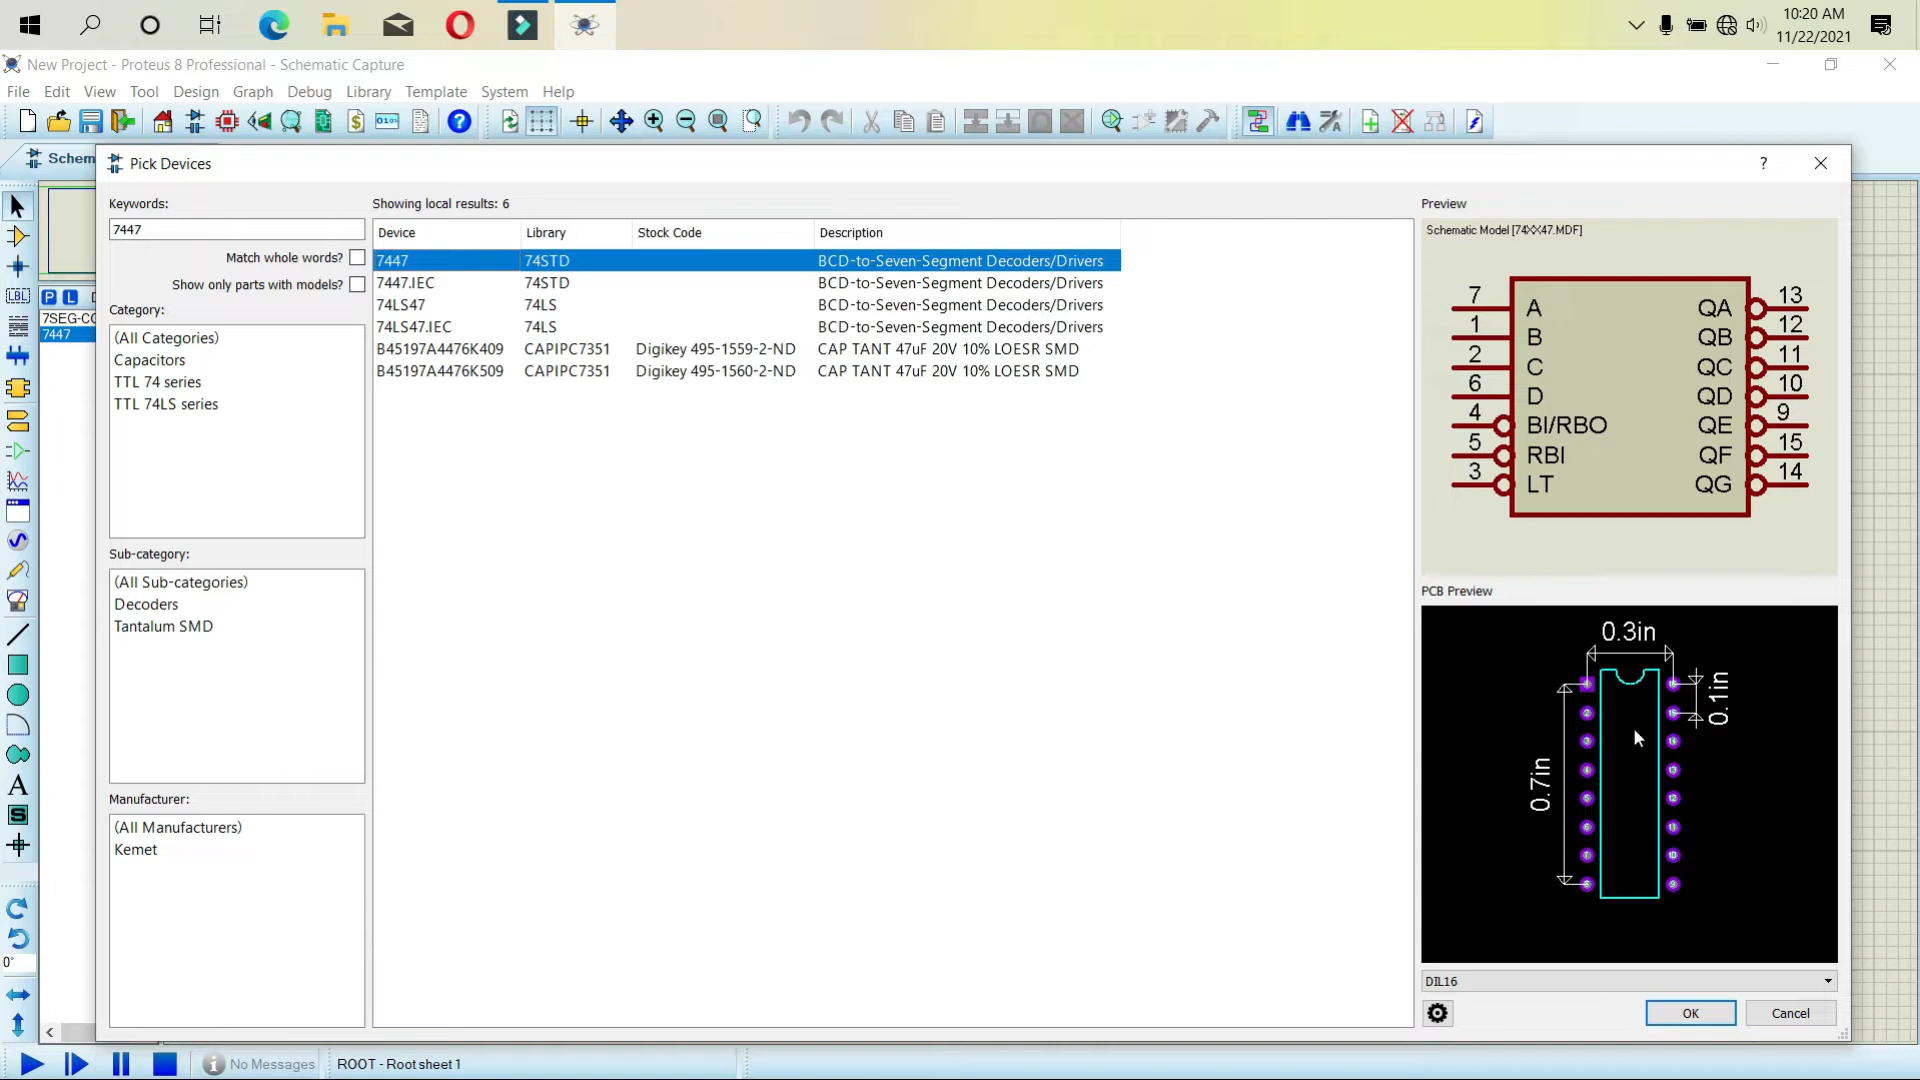 10:20 AM
11/22/2021
New Project - Proteus 8 Professional - Schematic Capture
File Edit View Tool Design Graph Debug Library Template System Help
Schem
Pick Devices
?
Keywords:
7447
Match whole words?
Show only parts with models?
Category:
(All Categories)
Capacitors
TTL 74 series
TTL 74LS series
Sub-category:
(All Sub-categories)
Decoders
Tantalum SMD
Manufacturer:
(All Manufacturers)
Kemet
P L
7SEG-CO
7447
LBL
A
S
0°
Showing local results: 6
Device Library Stock Code Description
7447 74STD BCD-to-Seven-Segment Decoders/Drivers
7447.IEC 74STD BCD-to-Seven-Segment Decoders/Drivers
74LS47 74LS BCD-to-Seven-Segment Decoders/Drivers
74LS47.IEC 74LS BCD-to-Seven-Segment Decoders/Drivers
B45197A4476K409 CAPIPC7351 Digikey 495-1559-2-ND CAP TANT 47uF 20V 10% LOESR SMD
B45197A4476K509 CAPIPC7351 Digikey 495-1560-2-ND CAP TANT 47uF 20V 10% LOESR SMD
Preview
Schematic Model [74XX47.MDF]
7 A QA 13
1 B QB 12
2 C QC 11
6 D QD 10
4 BI/RBO QE 9
5 RBI QF 15
3 LT QG 14
PCB Preview
0.3in
0.1in
0.7in
DIL16
OK Cancel
No Messages ROOT - Root sheet 1